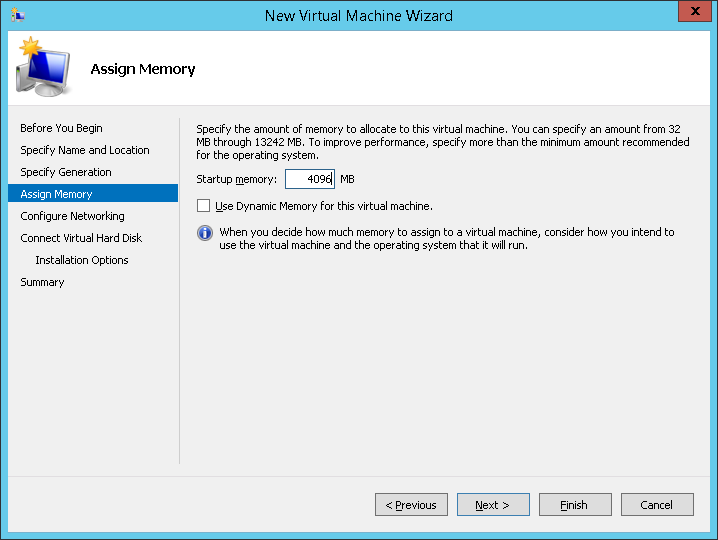 New Virtual Machine Wizard
x
Assign Memory
Before You Begin
Specify Name and Location
Specify Generation
Assign Memory
Configure Networking
Connect Virtual Hard Disk
Installation Options
Summary
Specify the amount of memory to allocate to this virtual machine. You can specify an amount from 32
MB through 13242 MB. To improve performance, specify more than the minimum amount recommended
for the operating system.
Startup memory: 4096 MB
Use Dynamic Memory for this virtual machine.
When you decide how much memory to assign to a virtual machine, consider how you intend to
use the virtual machine and the operating system that it will run.
< Previous Next > Finish Cancel